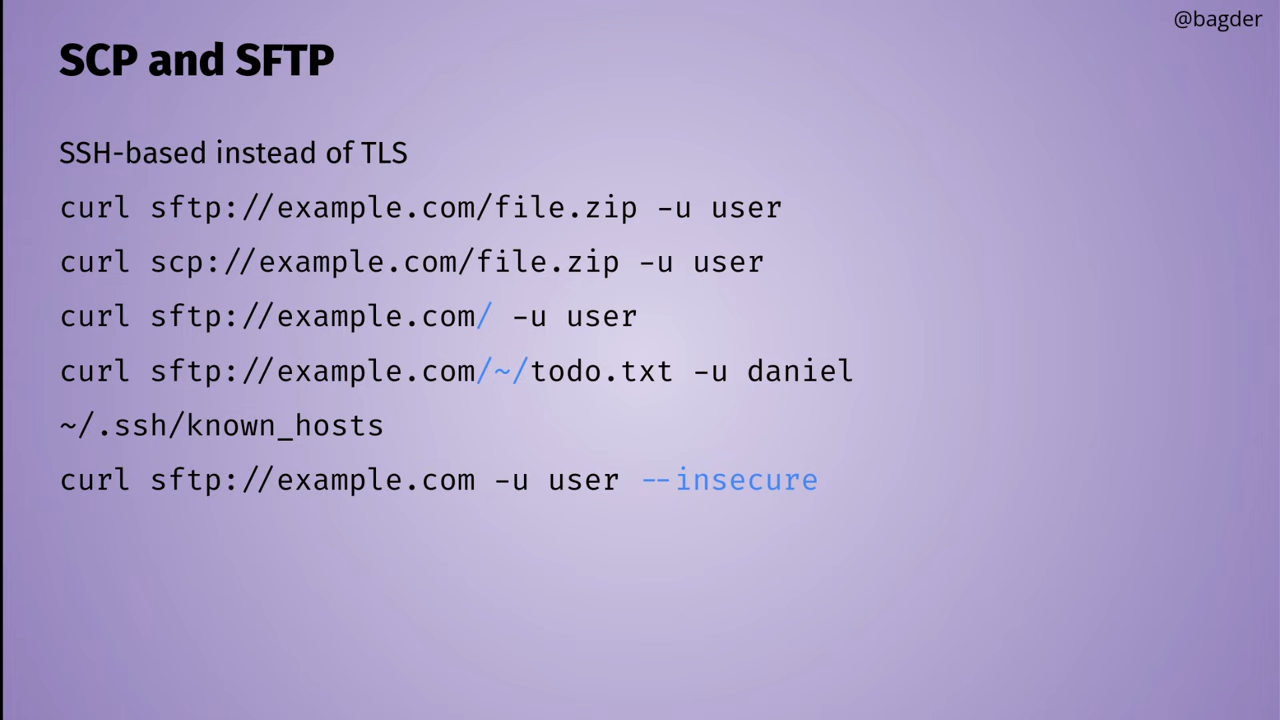 @bagder
SCP and SFTP
SSH-based instead of TLS
curl sftp://example.com/file.zip -u user
curl scp://example.com/file.zip -u user
curl sftp://example.com/ -u user
curl sftp://example.com/~/todo.txt -u daniel
~/.ssh/known_hosts
curl sftp://example.com -u user --insecure